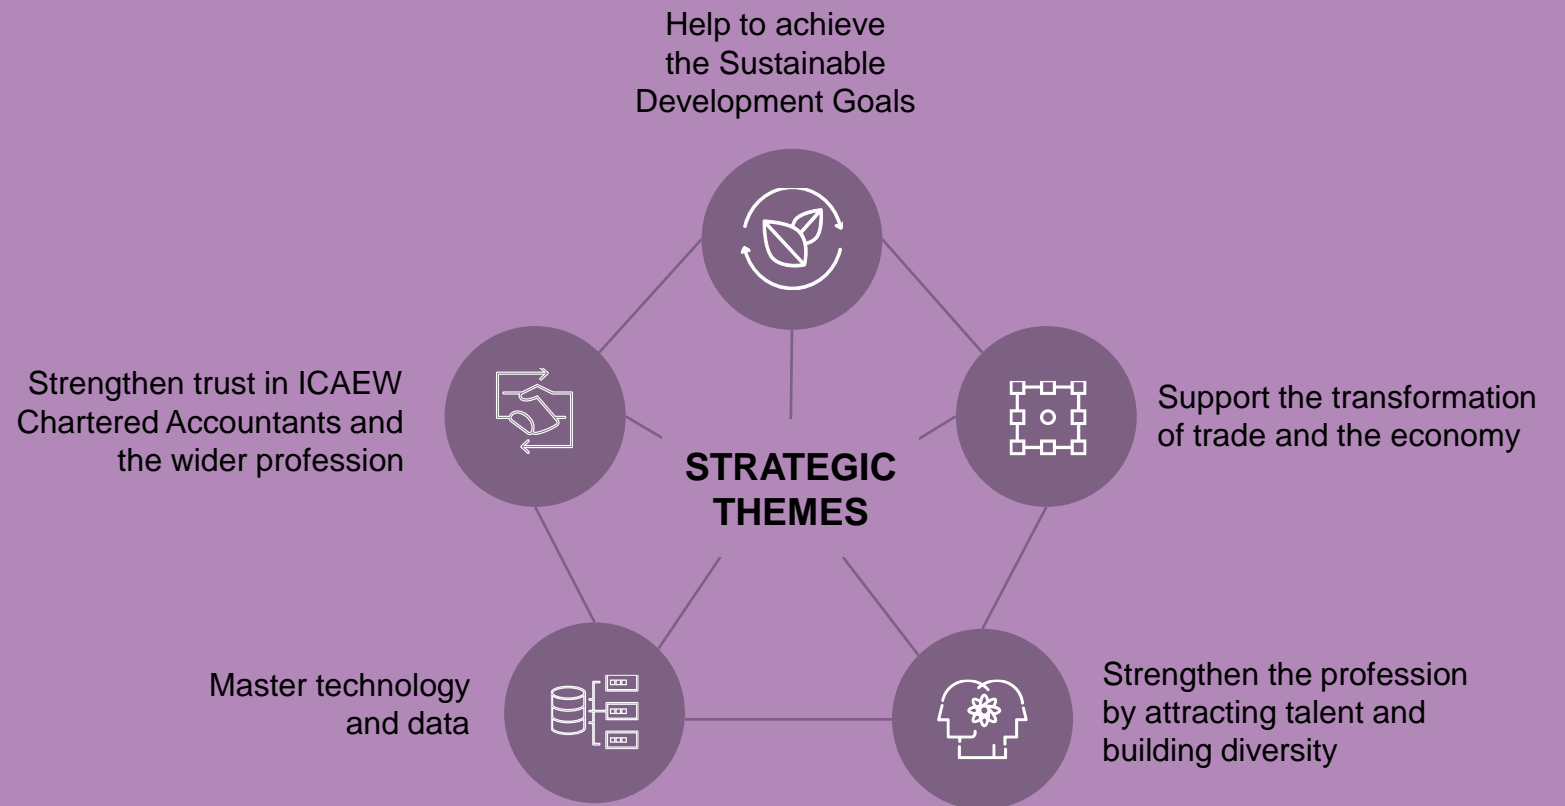 Help to achieve
the Sustainable
Development Goals
Strengthen trust in ICAEW
Chartered Accountants and
the wider profession
Support the transformation
of trade and the economy
STRATEGIC
THEMES
Master technology
and data
Strengthen the profession
by attracting talent and
building diversity